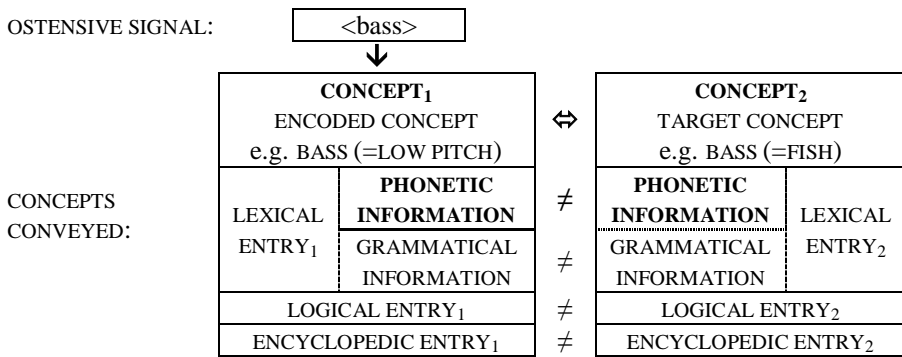 OSTENSIVE SIGNAL: <bass>
🡫
CONCEPT₁ CONCEPT₂
ENCODED CONCEPT ⇔ TARGET CONCEPT
e.g. BASS (=LOW PITCH) e.g. BASS (=FISH)
PHONETIC PHONETIC
CONCEPTS LEXICAL INFORMATION ≠ INFORMATION LEXICAL
CONVEYED: ENTRY₁ GRAMMATICAL ≠ GRAMMATICAL ENTRY₂
INFORMATION INFORMATION
LOGICAL ENTRY₁ ≠ LOGICAL ENTRY₂
ENCYCLOPEDIC ENTRY₁ ≠ ENCYCLOPEDIC ENTRY₂